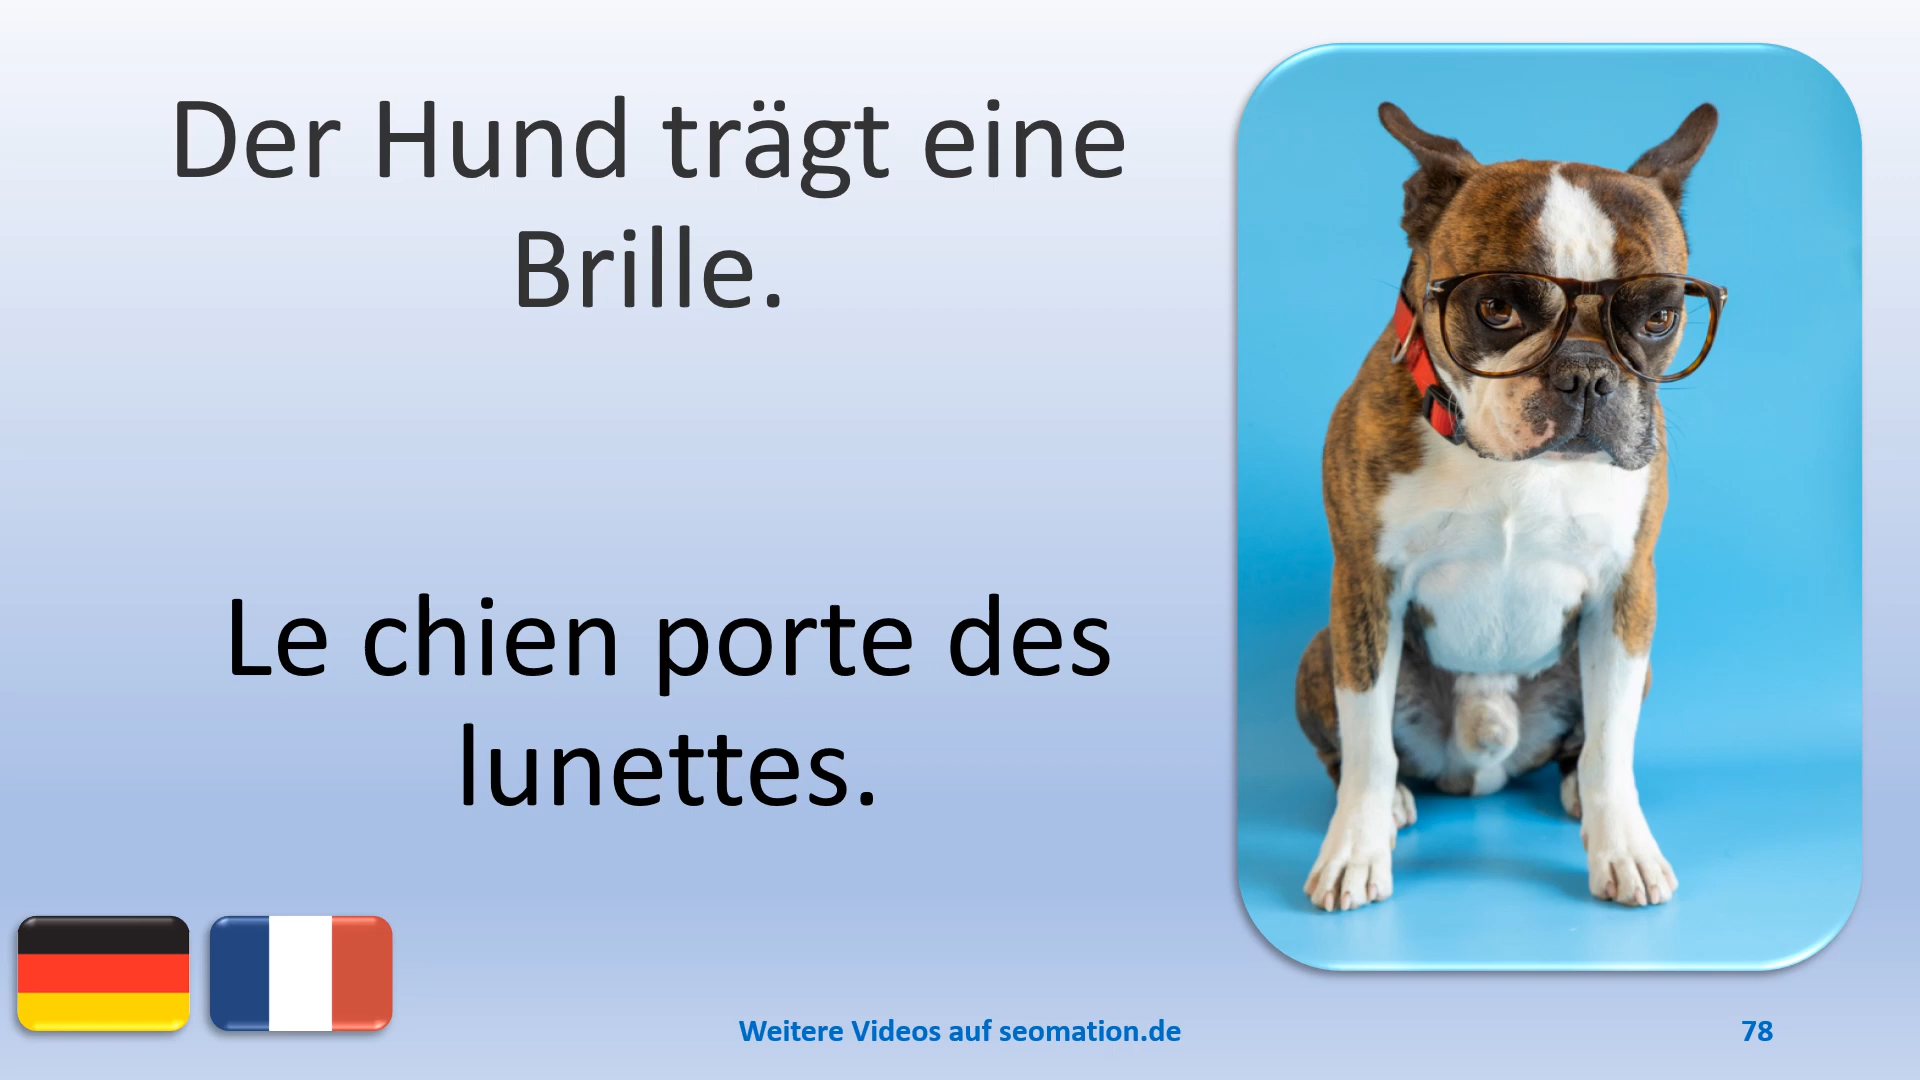 Der Hund trägt eine
Brille.
Le chien porte des
lunettes.
Weitere Videos auf seomation.de
78